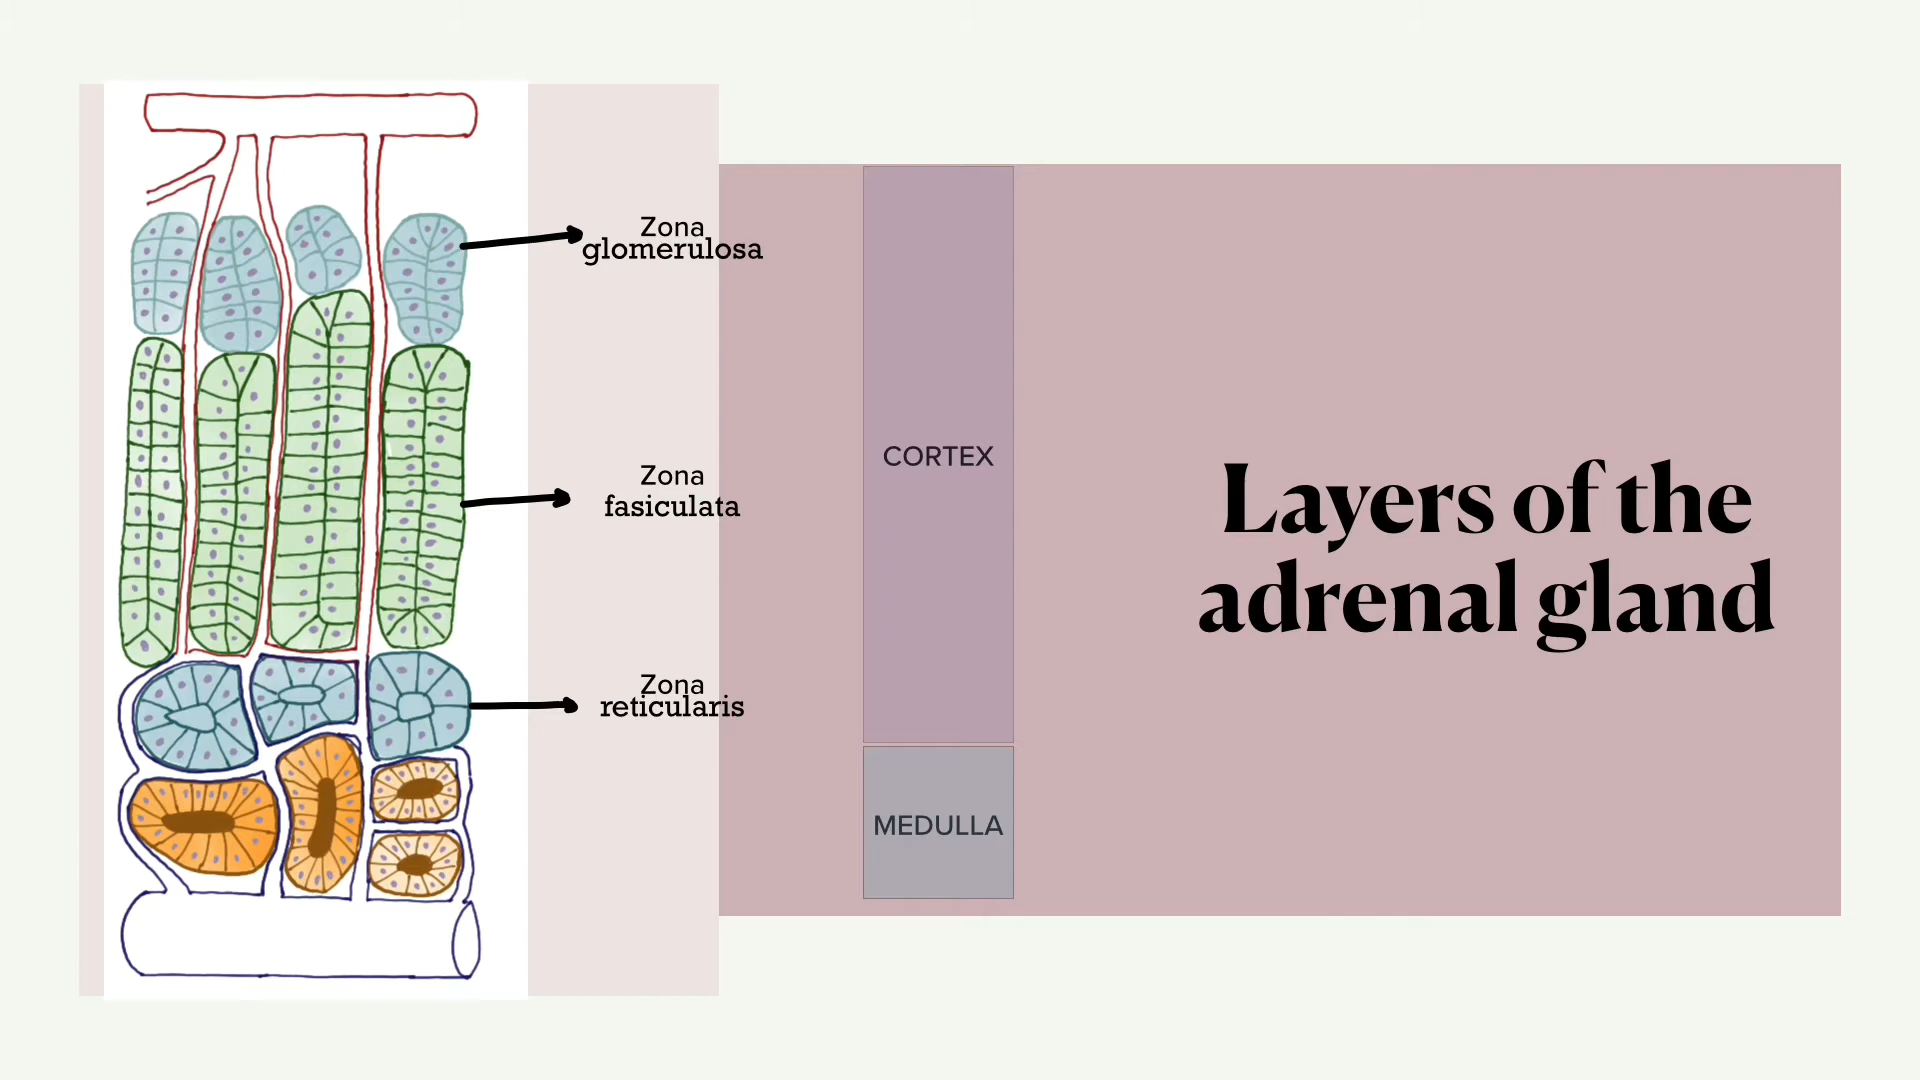 Zona
glomerulosa
Zona
fasiculata
Zona
reticularis
CORTEX
MEDULLA
Layers of the
adrenal gland